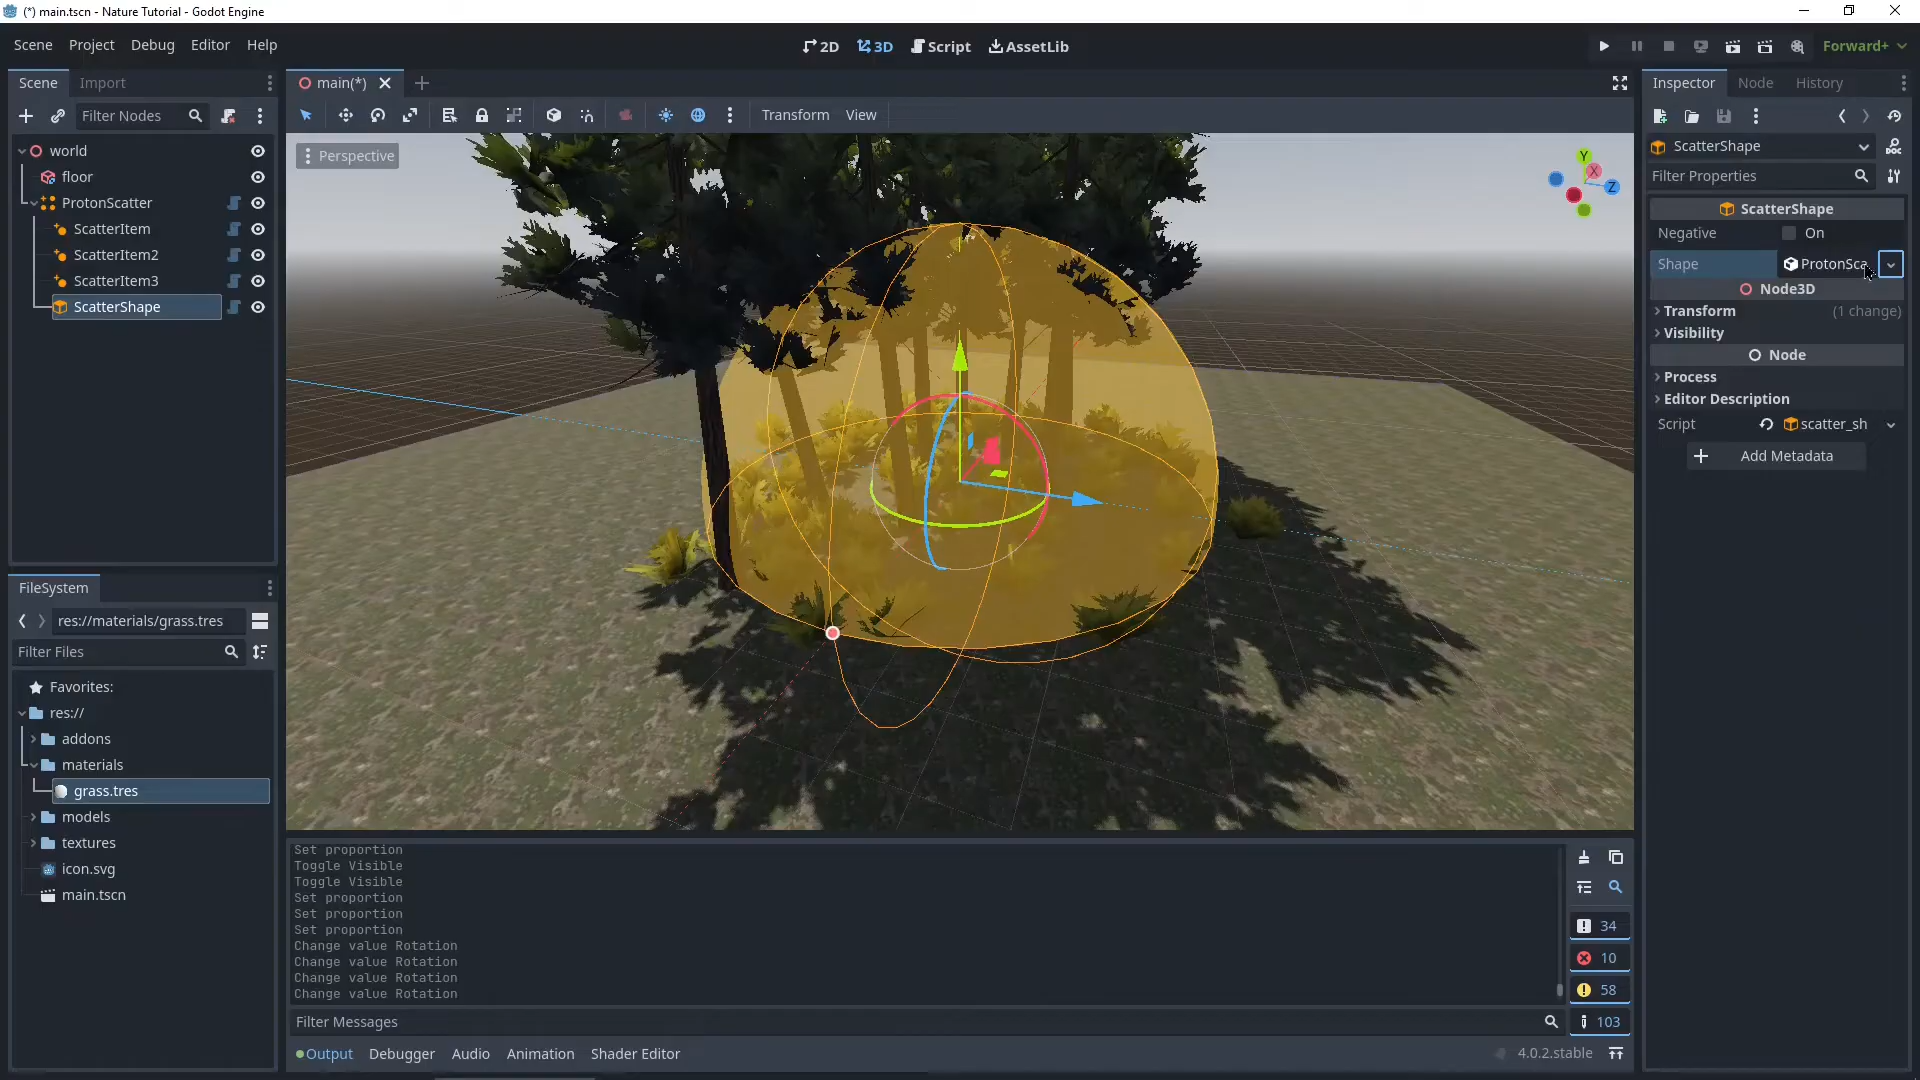 (*) main.tscn - Nature Tutorial - Godot Engine
Scene Project Debug Editor Help
2D 3D Script AssetLib
Forward+
Scene Import
main(*)
Inspector Node History
Filter Nodes
Transform View
world
floor
ProtonScatter
ScatterItem
ScatterItem2
ScatterItem3
ScatterShape
Perspective
Y
X
Z
ScatterShape
Filter Properties
ScatterShape
Negative On
Shape ProtonSca
Node3D
Transform (1 change)
Visibility
Node
Process
Editor Description
Script scatter_sh
Add Metadata
FileSystem
res://materials/grass.tres
Filter Files
Favorites:
res://
addons
materials
grass.tres
models
textures
icon.svg
main.tscn
Set proportion
Toggle Visible
Toggle Visible
Set proportion
Set proportion
Set proportion
Change value Rotation
Change value Rotation
Change value Rotation
Change value Rotation
34
10
58
103
Filter Messages
Output Debugger Audio Animation Shader Editor
4.0.2.stable